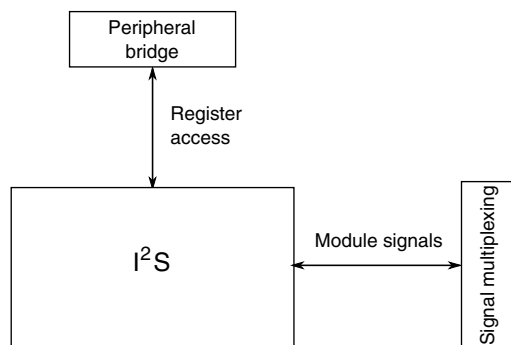 Peripheral
bridge
Register
access
I²S
Module signals
Signal multiplexing